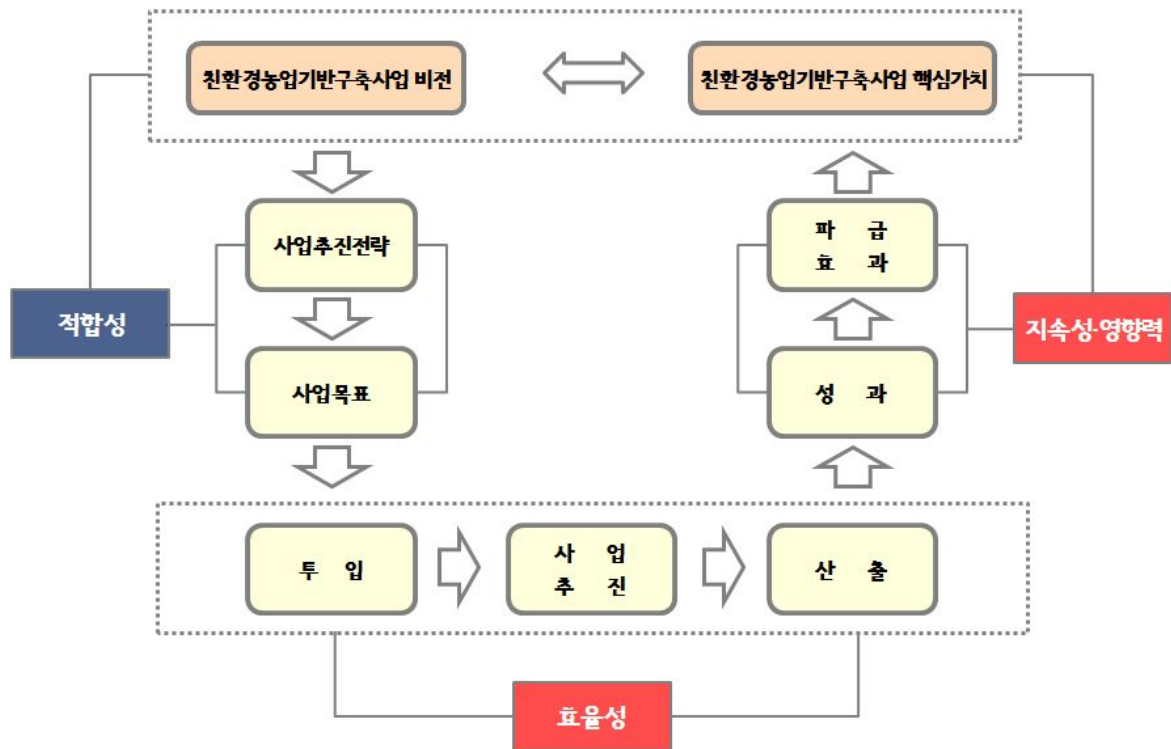 친환경농업기반구축사업 비전
친환경농업기반구축사업 핵심가치
사업추진전략
파 급
효 과
적합성
지속성·영향력
사업목표
성 과
투 입
사 업
추 진
산 출
효율성